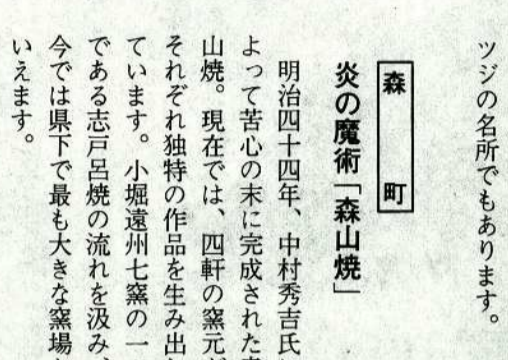 ツジの名所でもあります。
森町
炎の魔術「森山焼」
明治四十四年、中村秀吉氏に
よって苦心の末に完成された森
山焼。現在では、四軒の窯元が
それぞれ独特の作品を生み出し
ています。小堀遠州七窯の一
である志戸呂焼の流れを汲み、
今では県下で最も大きな窯場
いえます。